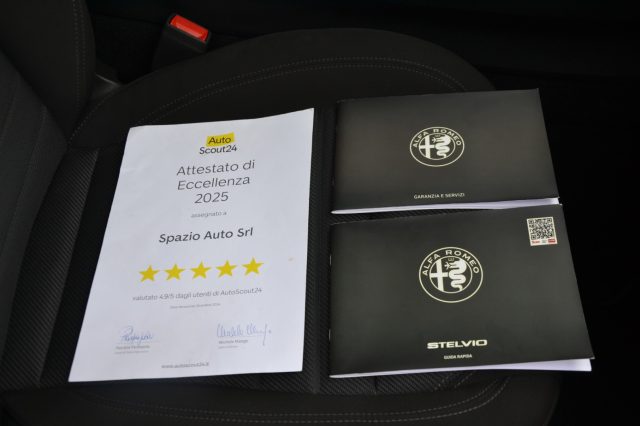 Auto
Scout24
Attestato di
Eccellenza
2025
assegnato a
Spazio Auto Srl
valutato 4.9/5 dagli utenti di AutoScout24
www.autoscout24.it
ALFA ROMEO
GARANZIA E SERVIZI
ALFA ROMEO
STELVIO
GUIDA RAPIDA